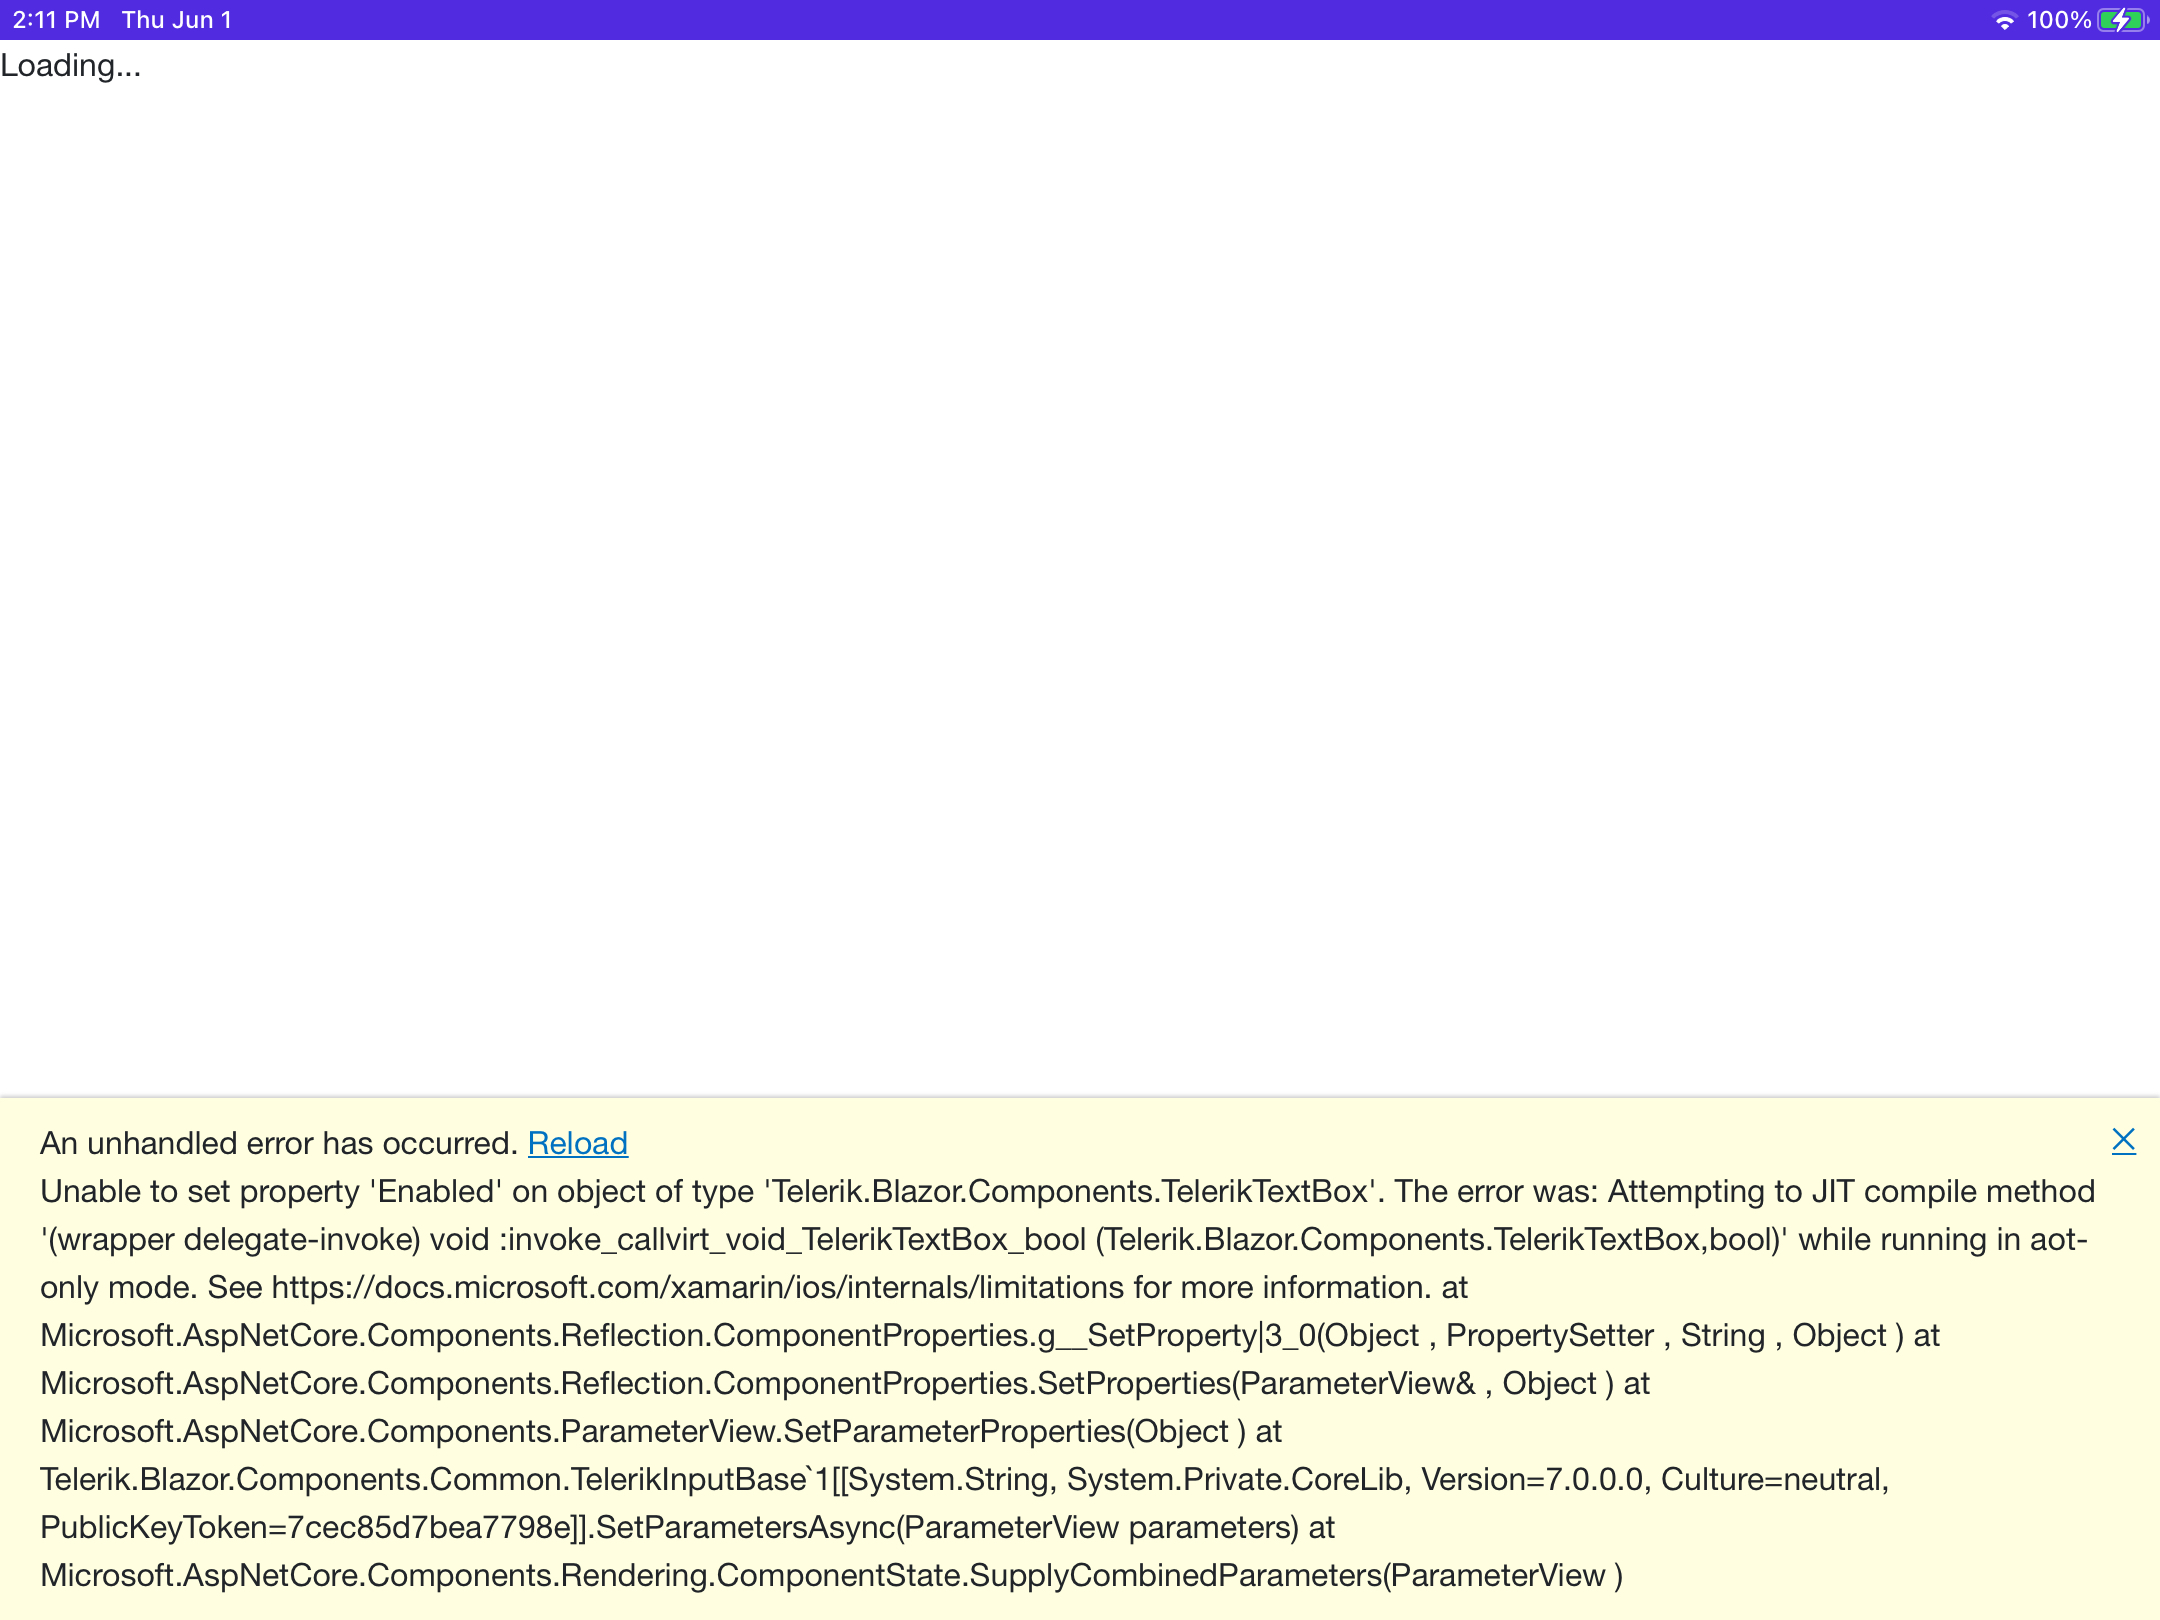 2:11 PM Thu Jun 1 100%
Loading...
An unhandled error has occurred. Reload
Unable to set property 'Enabled' on object of type 'Telerik.Blazor.Components.TelerikTextBox'. The error was: Attempting to JIT compile method
'(wrapper delegate-invoke) void :invoke_callvirt_void_TelerikTextBox_bool (Telerik.Blazor.Components.TelerikTextBox,bool)' while running in aot-
only mode. See https://docs.microsoft.com/xamarin/ios/internals/limitations for more information. at
Microsoft.AspNetCore.Components.Reflection.ComponentProperties.g__SetProperty|3_0(Object , PropertySetter , String , Object ) at
Microsoft.AspNetCore.Components.Reflection.ComponentProperties.SetProperties(ParameterView& , Object ) at
Microsoft.AspNetCore.Components.ParameterView.SetParameterProperties(Object ) at
Telerik.Blazor.Components.Common.TelerikInputBase`1[[System.String, System.Private.CoreLib, Version=7.0.0.0, Culture=neutral,
PublicKeyToken=7cec85d7bea7798e]].SetParametersAsync(ParameterView parameters) at
Microsoft.AspNetCore.Components.Rendering.ComponentState.SupplyCombinedParameters(ParameterView )